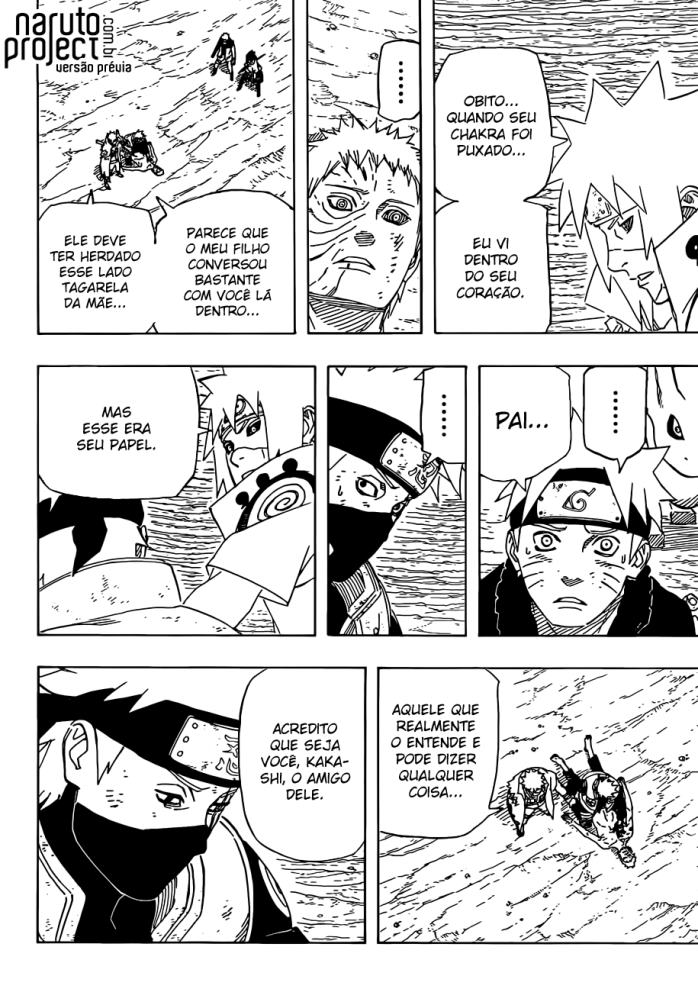 naruto
project
.com.br
versão prévia
OBITO...
QUANDO SEU
CHAKRA FOI
PUXADO...
EU VI
DENTRO
DO SEU
CORAÇÃO.
......
PARECE QUE
O MEU FILHO
CONVERSOU
BASTANTE
COM VOCÊ LÁ
DENTRO...
ELE DEVE
TER HERDADO
ESSE LADO
TAGARELA
DA MÃE...
......
PAI...
......
MAS
ESSE ERA
SEU PAPEL.
AQUELE QUE
REALMENTE
O ENTENDE E
PODE DIZER
QUALQUER
COISA...
ACREDITO
QUE SEJA
VOCÊ, KAKA-
SHI, O AMIGO
DELE.